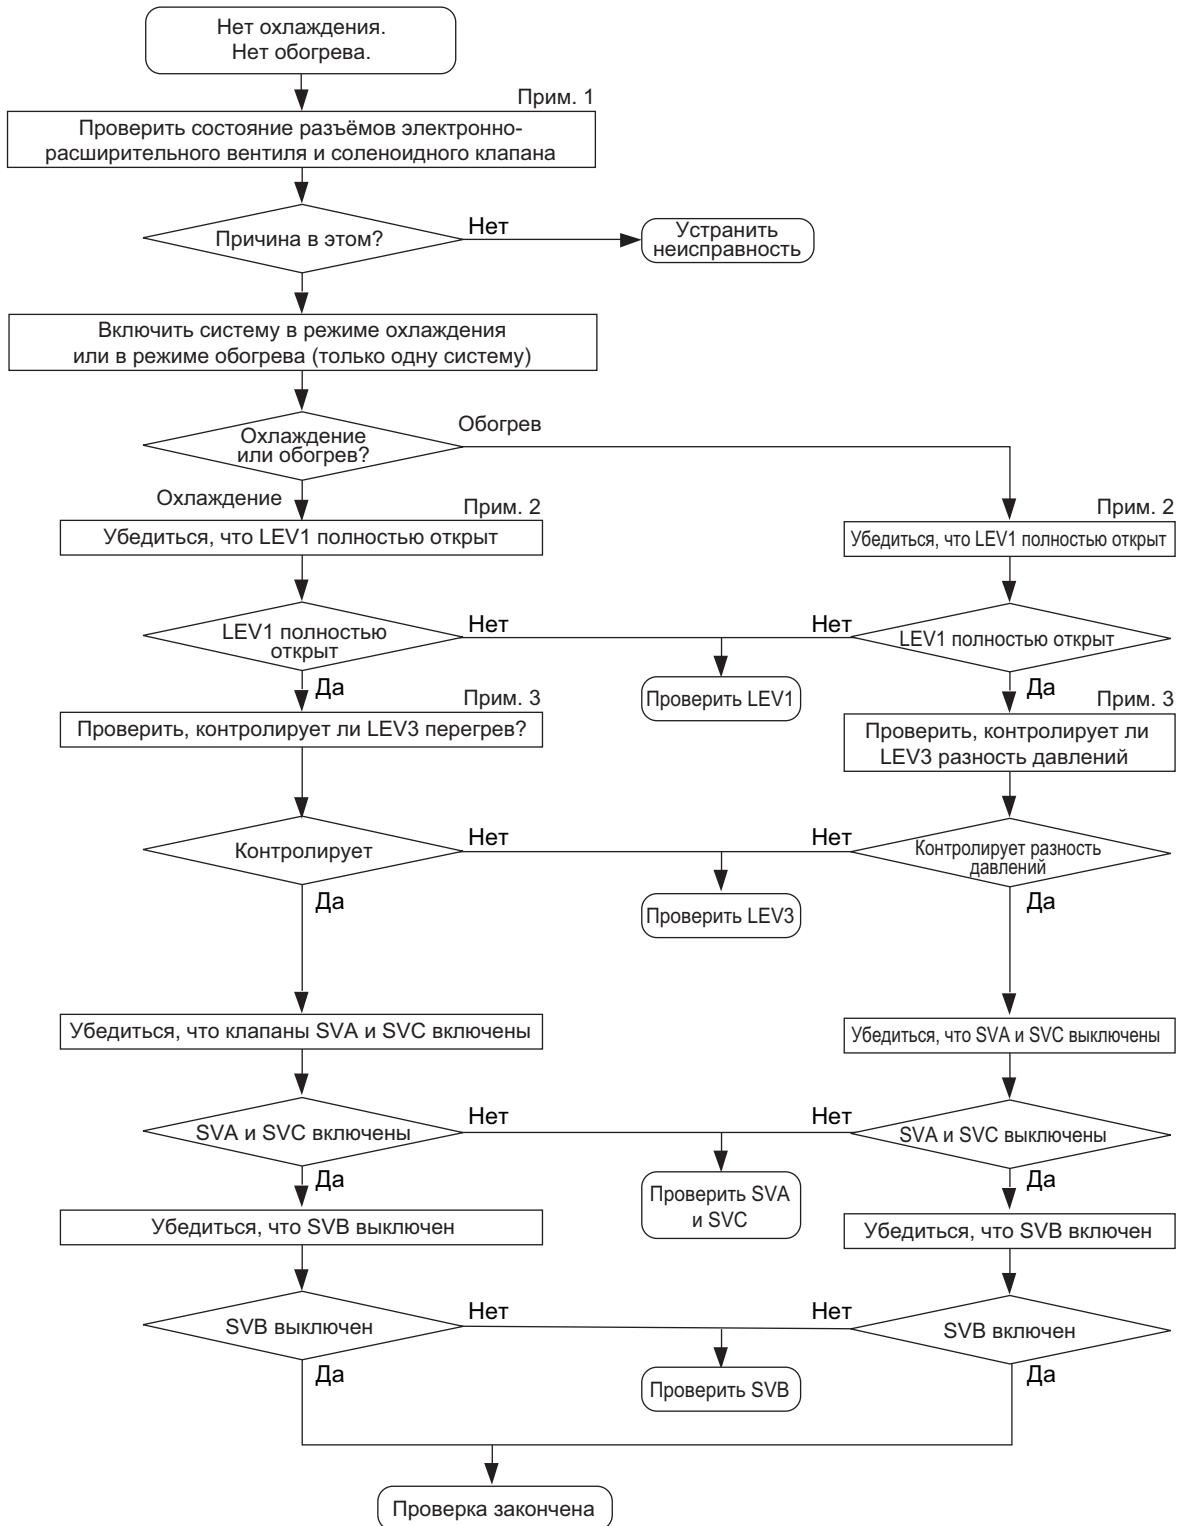 Нет охлаждения.
Нет обогрева.
Прим. 1
Проверить состояние разъёмов электронно-
расширительного вентиля и соленоидного клапана
Причина в этом?
Нет
Устранить
неисправность
Включить систему в режиме охлаждения
или в режиме обогрева (только одну систему)
Охлаждение
или обогрев?
Обогрев
Охлаждение
Прим. 2
Убедиться, что LEV1 полностью открыт
Прим. 2
Убедиться, что LEV1 полностью открыт
LEV1 полностью
открыт
Нет
Нет
LEV1 полностью открыт
Да
Проверить LEV1
Да
Прим. 3
Проверить, контролирует ли LEV3 перегрев?
Прим. 3
Проверить, контролирует ли
LEV3 разность давлений
Контролирует
Нет
Нет
Контролирует разность
давлений
Да
Проверить LEV3
Да
Убедиться, что клапаны SVA и SVC включены
Убедиться, что SVA и SVC выключены
SVA и SVC включены
Нет
Нет
SVA и SVC выключены
Да
Проверить SVA
и SVC
Да
Убедиться, что SVB выключен
Убедиться, что SVB включен
SVB выключен
Нет
Нет
SVB включен
Да
Проверить SVB
Да
Проверка закончена